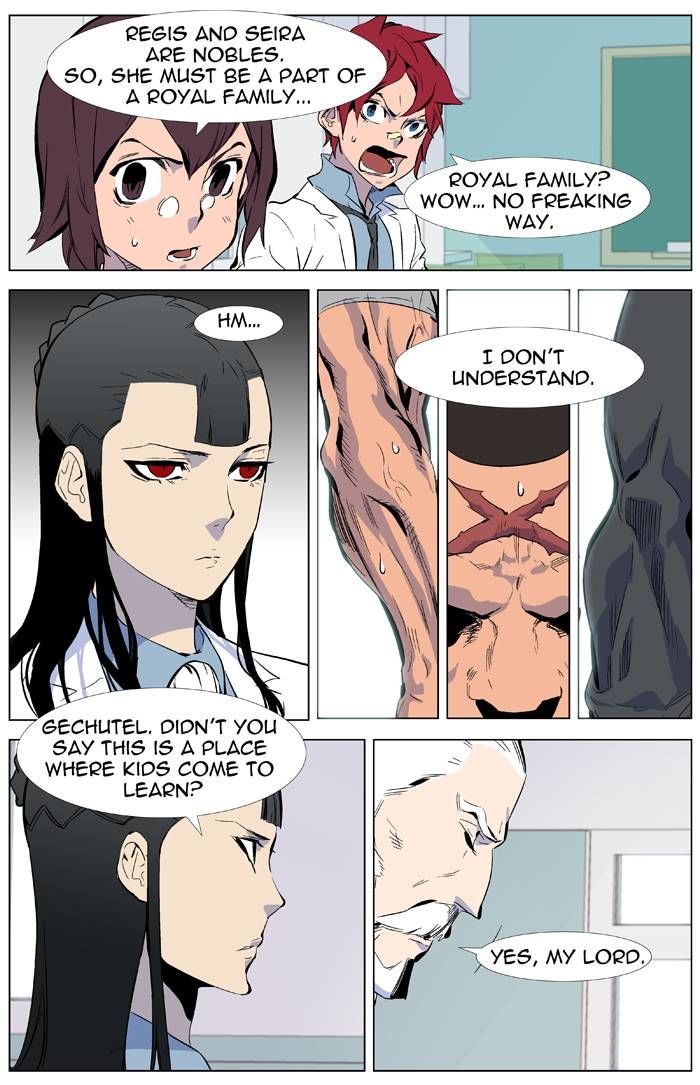 REGIS AND SEIRA
ARE NOBLES.
SO, SHE MUST BE A PART OF
A ROYAL FAMILY...
ROYAL FAMILY?
WOW... NO FREAKING
WAY.
HM...
I DON'T
UNDERSTAND.
GECHUTEL. DIDN'T YOU
SAY THIS IS A PLACE
WHERE KIDS COME TO
LEARN?
YES, MY LORD.